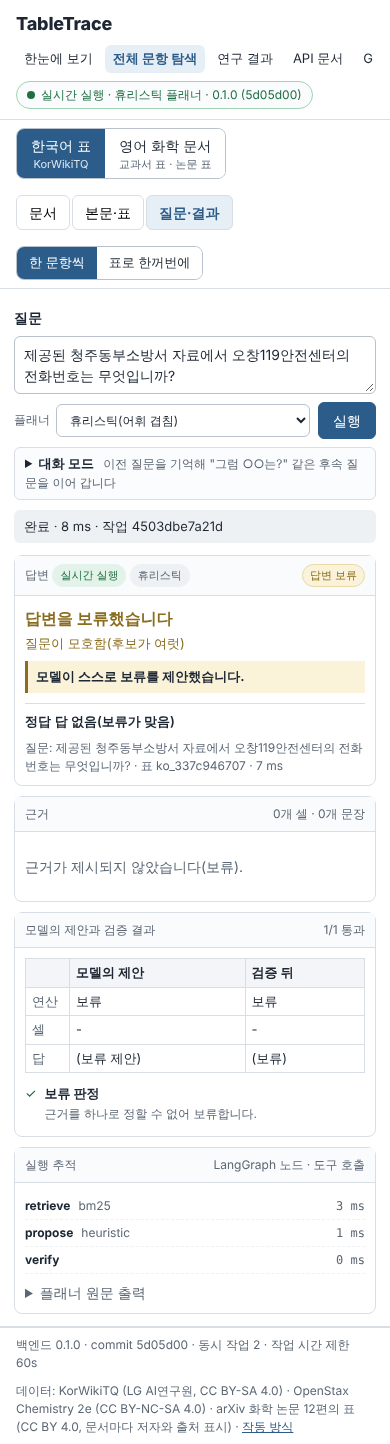 TableTrace
한눈에 보기 전체 문항 탐색 연구 결과 API 문서 G
실시간 실행 · 휴리스틱 플래너 · 0.1.0 (5d05d00)
한국어 표 영어 화학 문서
KorWikiTQ 교과서 표 · 논문 표
문서 본문·표 질문·결과
한 문항씩 표로 한꺼번에
질문
제공된 청주동부소방서 자료에서 오창119안전센터의
전화번호는 무엇입니까?
플래너 휴리스틱(어휘 겹침) 실행
▶ 대화 모드 이전 질문을 기억해 "그럼 ○○는?" 같은 후속 질
문을 이어 갑니다
완료 · 8 ms · 작업 4503dbe7a21d
답변 실시간 실행 휴리스틱 답변 보류
답변을 보류했습니다
질문이 모호함(후보가 여럿)
모델이 스스로 보류를 제안했습니다.
정답 답 없음(보류가 맞음)
질문: 제공된 청주동부소방서 자료에서 오창119안전센터의 전화
번호는 무엇입니까? · 표 ko_337c946707 · 7 ms
근거 0개 셀 · 0개 문장
근거가 제시되지 않았습니다(보류).
모델의 제안과 검증 결과 1/1 통과
모델의 제안 검증 뒤
연산 보류 보류
셀 - -
답 (보류 제안) (보류)
✓ 보류 판정
근거를 하나로 정할 수 없어 보류합니다.
실행 추적 LangGraph 노드 · 도구 호출
retrieve bm25 3 ms
propose heuristic 1 ms
verify 0 ms
▶ 플래너 원문 출력
백엔드 0.1.0 · commit 5d05d00 · 동시 작업 2 · 작업 시간 제한
60s
데이터: KorWikiTQ (LG AI연구원, CC BY-SA 4.0) · OpenStax
Chemistry 2e (CC BY-NC-SA 4.0) · arXiv 화학 논문 12편의 표
(CC BY 4.0, 문서마다 저자와 출처 표시) · 작동 방식